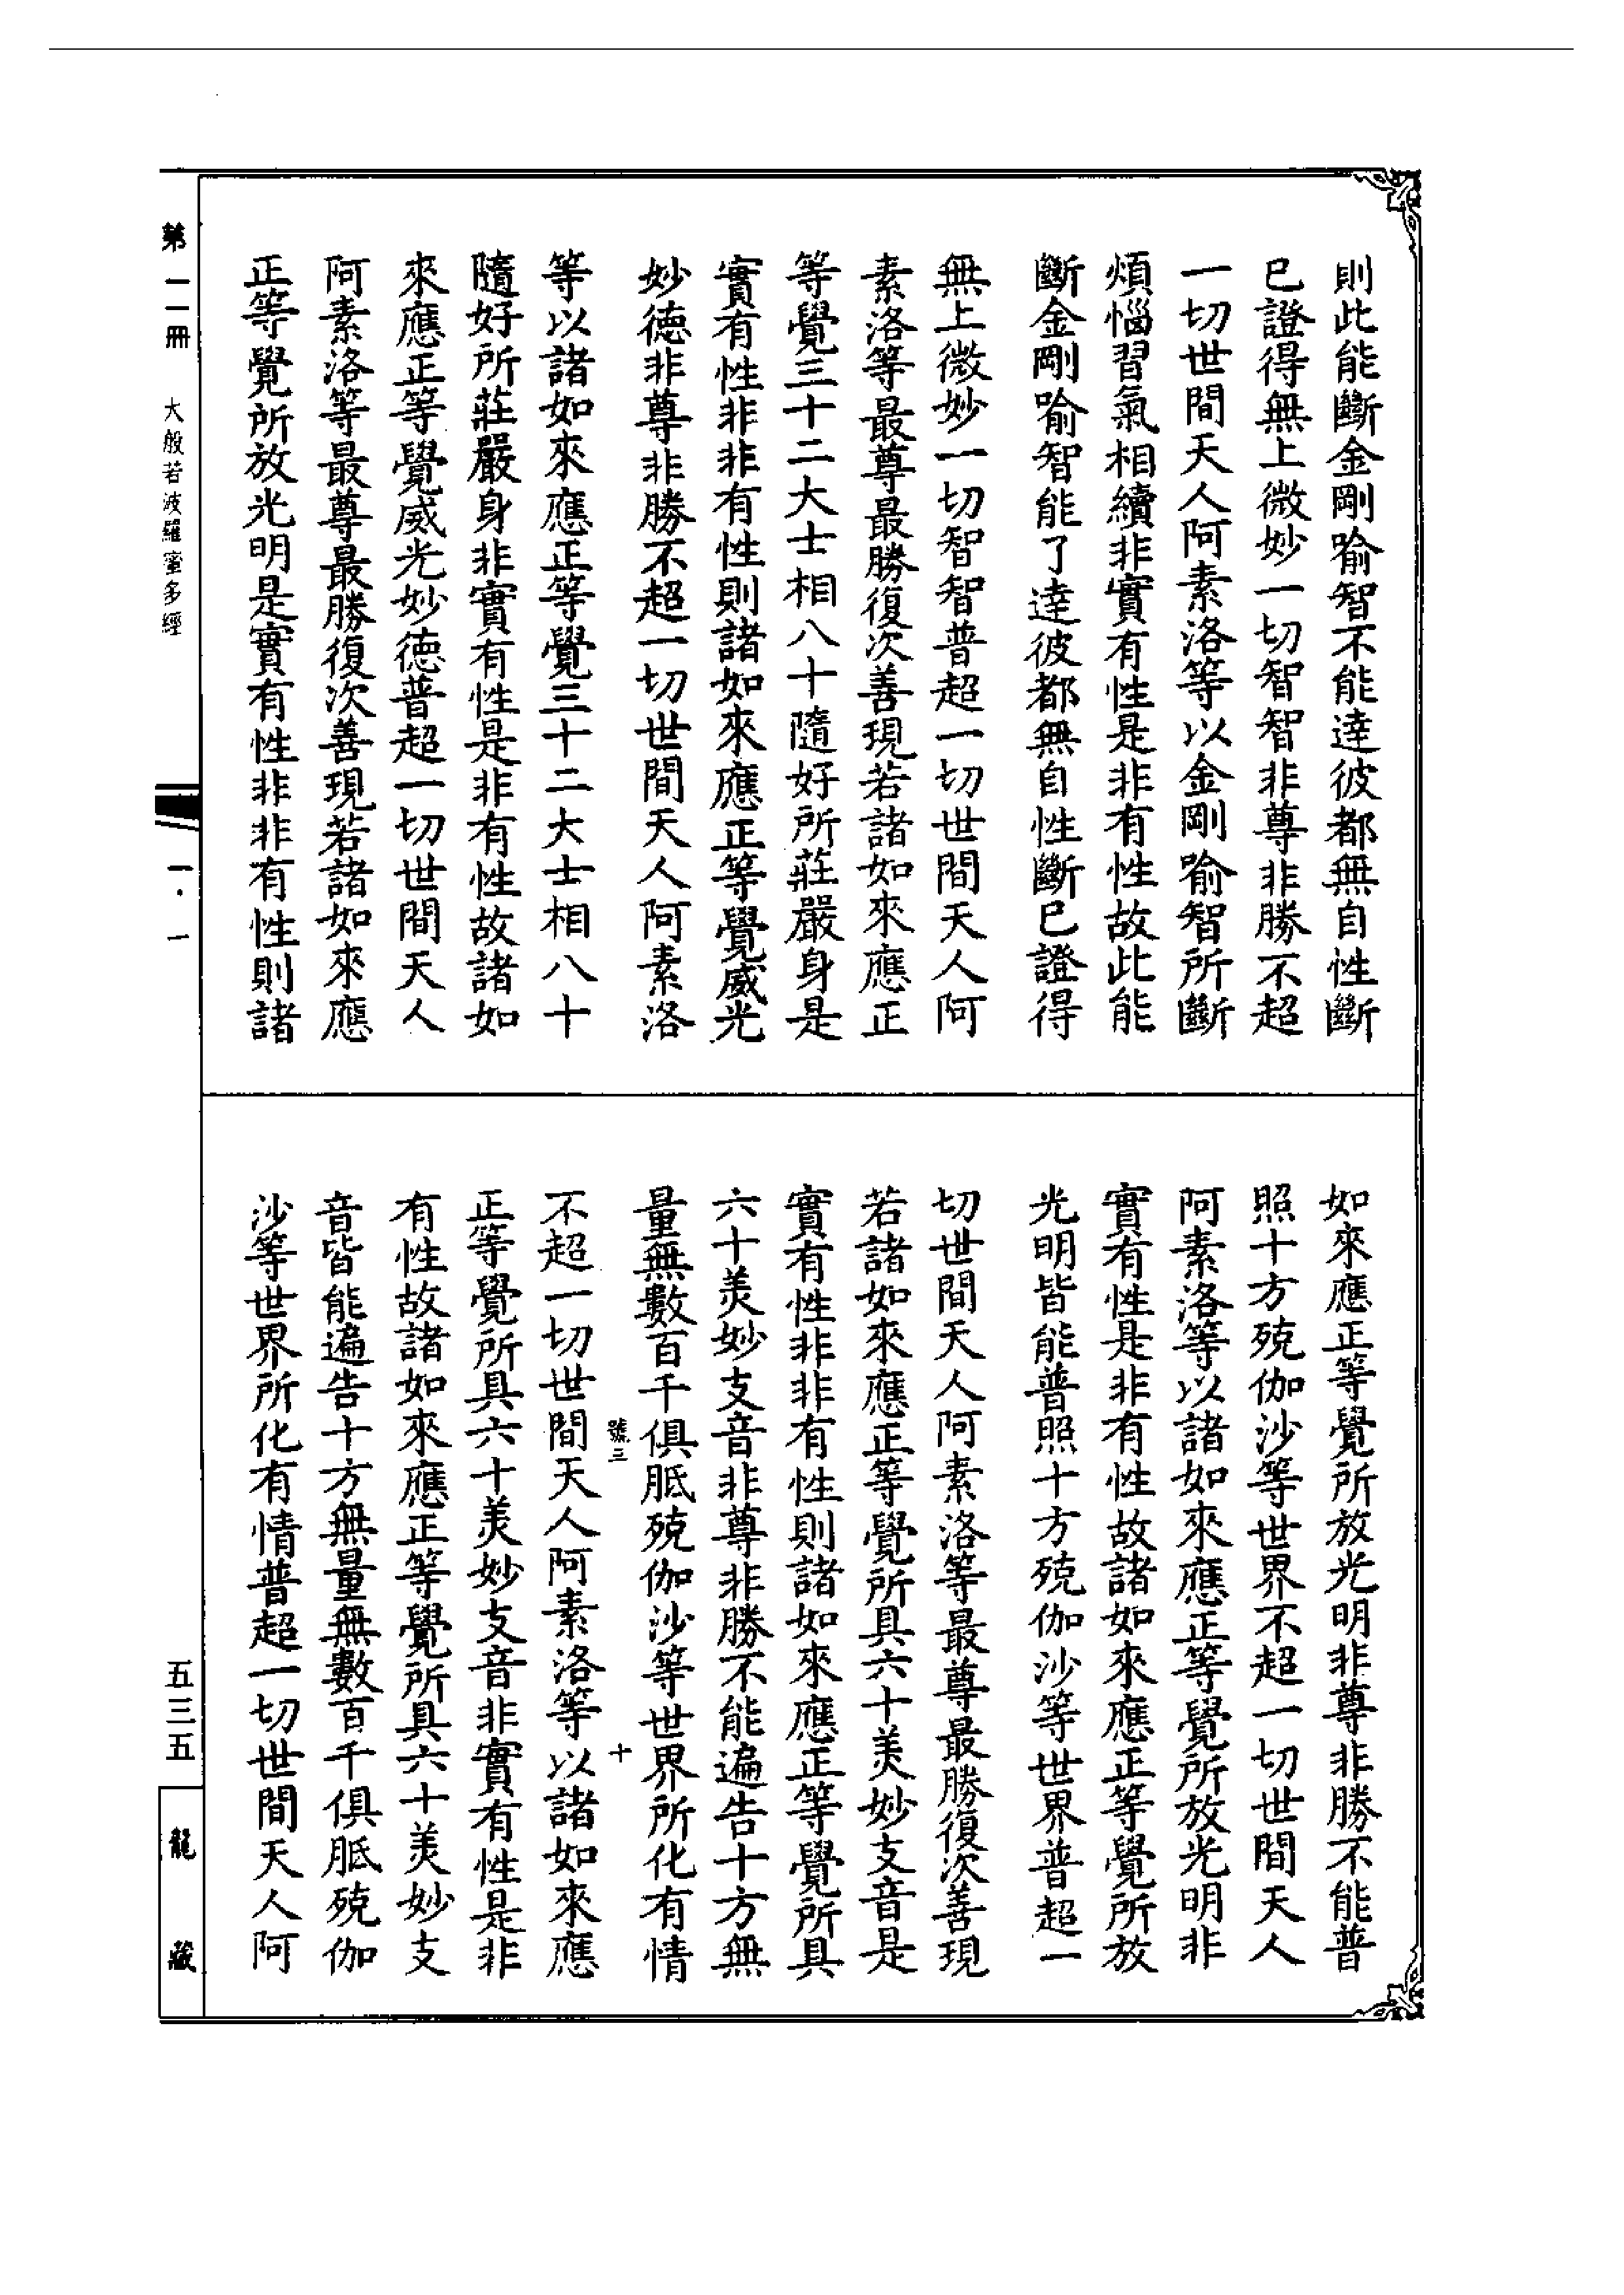 則此能斷金剛喻智不能達彼都無自性斷
已證得無上微妙一切智智非尊非勝不超
一切世間天人阿素洛等以金剛喻智所斷
煩惱習氣相續非實有性是非有性故此能
斷金剛喻智能了達彼都無自性斷已證得
無上微妙一切智智普超一切世間天人阿
素洛等最尊最勝復次善現若諸如來應正
等覺三十二大士相八十隨好所莊嚴身是
實有性非非有性則諸如來應正等覺威光
妙德非尊非勝不超一切世間天人阿素洛
等以諸如來應正等覺三十二大士相八十
隨好所莊嚴身非實有性是非有性故諸如
來應正等覺威光妙德普超一切世間天人
阿素洛等最尊最勝復次善現若諸如來應
正等覺所放光明是實有性非非有性則諸
如來應正等覺所放光明非尊非勝不能普
照十方殑伽沙等世界不超一切世間天人
阿素洛等以諸如來應正等覺所放光明非
實有性是非有性故諸如來應正等覺所放
光明皆能普照十方殑伽沙等世界普超一
切世間天人阿素洛等最尊最勝復次善現
若諸如來應正等覺所具六十美妙支音是
實有性非非有性則諸如來應正等覺所具
六十美妙支音非尊非勝不能遍告十方無
量無數百千俱胝殑伽沙等世界所化有情
號三 十
不超一切世間天人阿素洛等以諸如來應
正等覺所具六十美妙支音非實有性是非
有性故諸如來應正等覺所具六十美妙支
音皆能遍告十方無量無數百千俱胝殑伽
沙等世界所化有情普超一切世間天人阿
第一一冊 大般若波羅蜜多經 一·一 五三五 龍藏